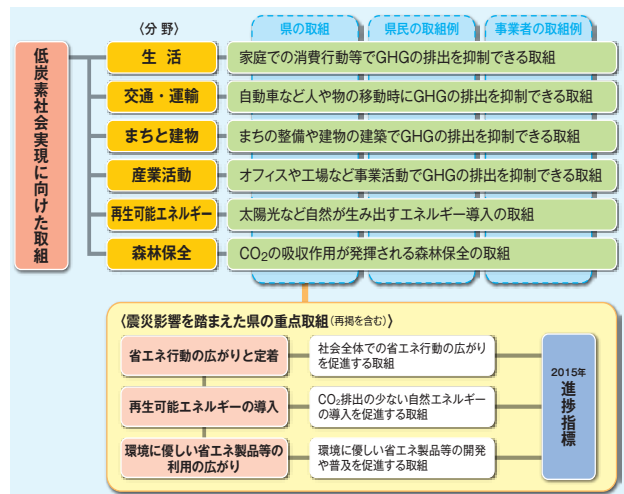 〈分 野〉
県の取組
県民の取組例
事業者の取組例
低炭素社会実現に向けた取組
生 活
家庭での消費行動等でGHGの排出を抑制できる取組
交通・運輸
自動車など人や物の移動時にGHGの排出を抑制できる取組
まちと建物
まちの整備や建物の建築でGHGの排出を抑制できる取組
産業活動
オフィスや工場など事業活動でGHGの排出を抑制できる取組
再生可能エネルギー
太陽光など自然が生み出すエネルギー導入の取組
森林保全
CO₂の吸収作用が発揮される森林保全の取組
〈震災影響を踏まえた県の重点取組(再掲を含む)〉
省エネ行動の広がりと定着
社会全体での省エネ行動の広がり
を促進する取組
再生可能エネルギーの導入
CO₂排出の少ない自然エネルギー
の導入を促進する取組
環境に優しい省エネ製品等の
利用の広がり
環境に優しい省エネ製品等の開発
や普及を促進する取組
2015年
進捗指標